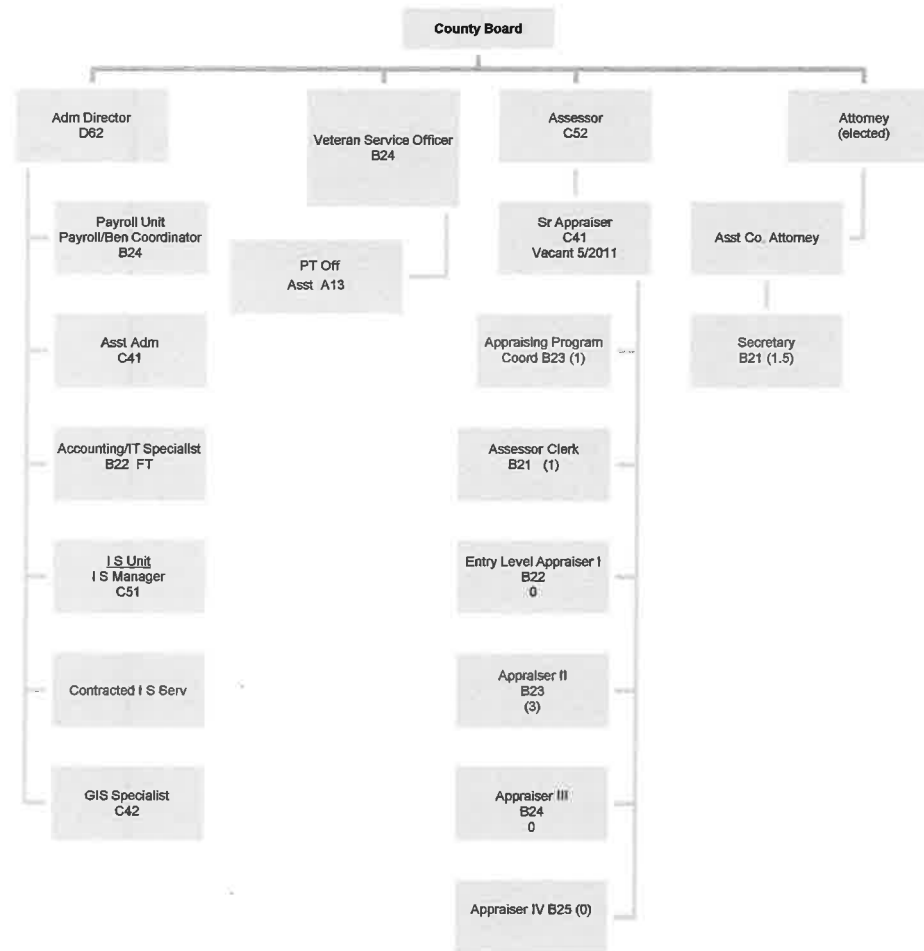 County Board
Adm Director
D62
Veteran Service Officer
B24
Assessor
C52
Attorney
(elected)
Payroll Unit
Payroll/Ben Coordinator
B24
PT Off
Asst A13
Sr Appraiser
C41
Vacant 5/2011
Asst Co. Attorney
Asst Adm
C41
Appraising Program
Coord B23 (1)
Secretary
B21 (1.5)
Accounting/IT Specialist
B22 FT
Assessor Clerk
B21 (1)
I S Unit
I S Manager
C51
Entry Level Appraiser I
B22
0
Contracted I S Serv
Appraiser II
B23
(3)
GIS Specialist
C42
Appraiser III
B24
0
Appraiser IV B25 (0)